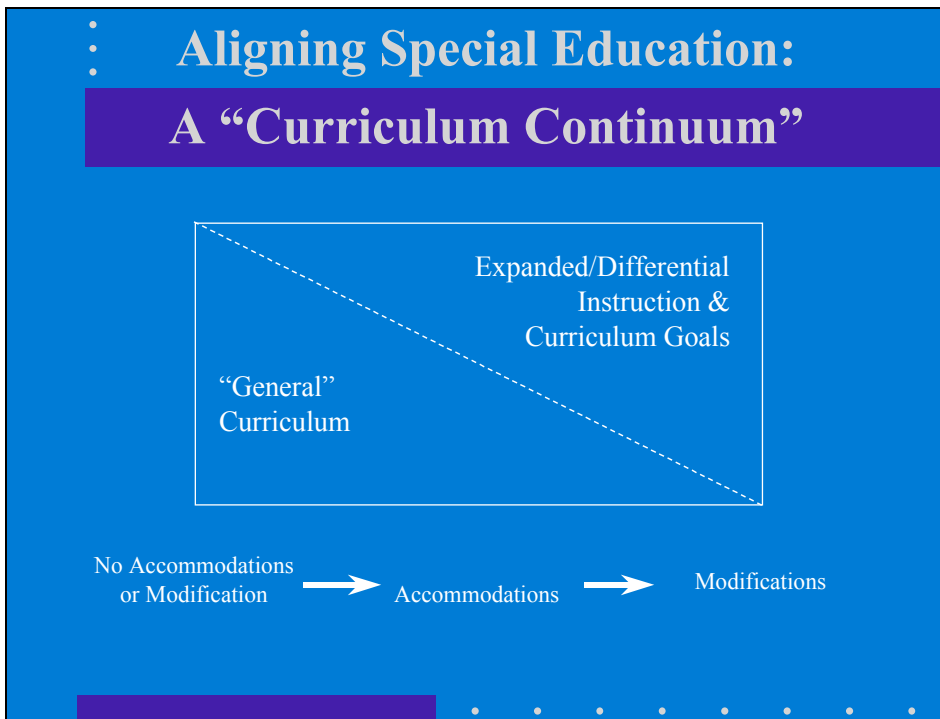 Aligning Special Education:
A “Curriculum Continuum”
Expanded/Differential
Instruction &
Curriculum Goals
“General”
Curriculum
No Accommodations
or Modification
Accommodations
Modifications